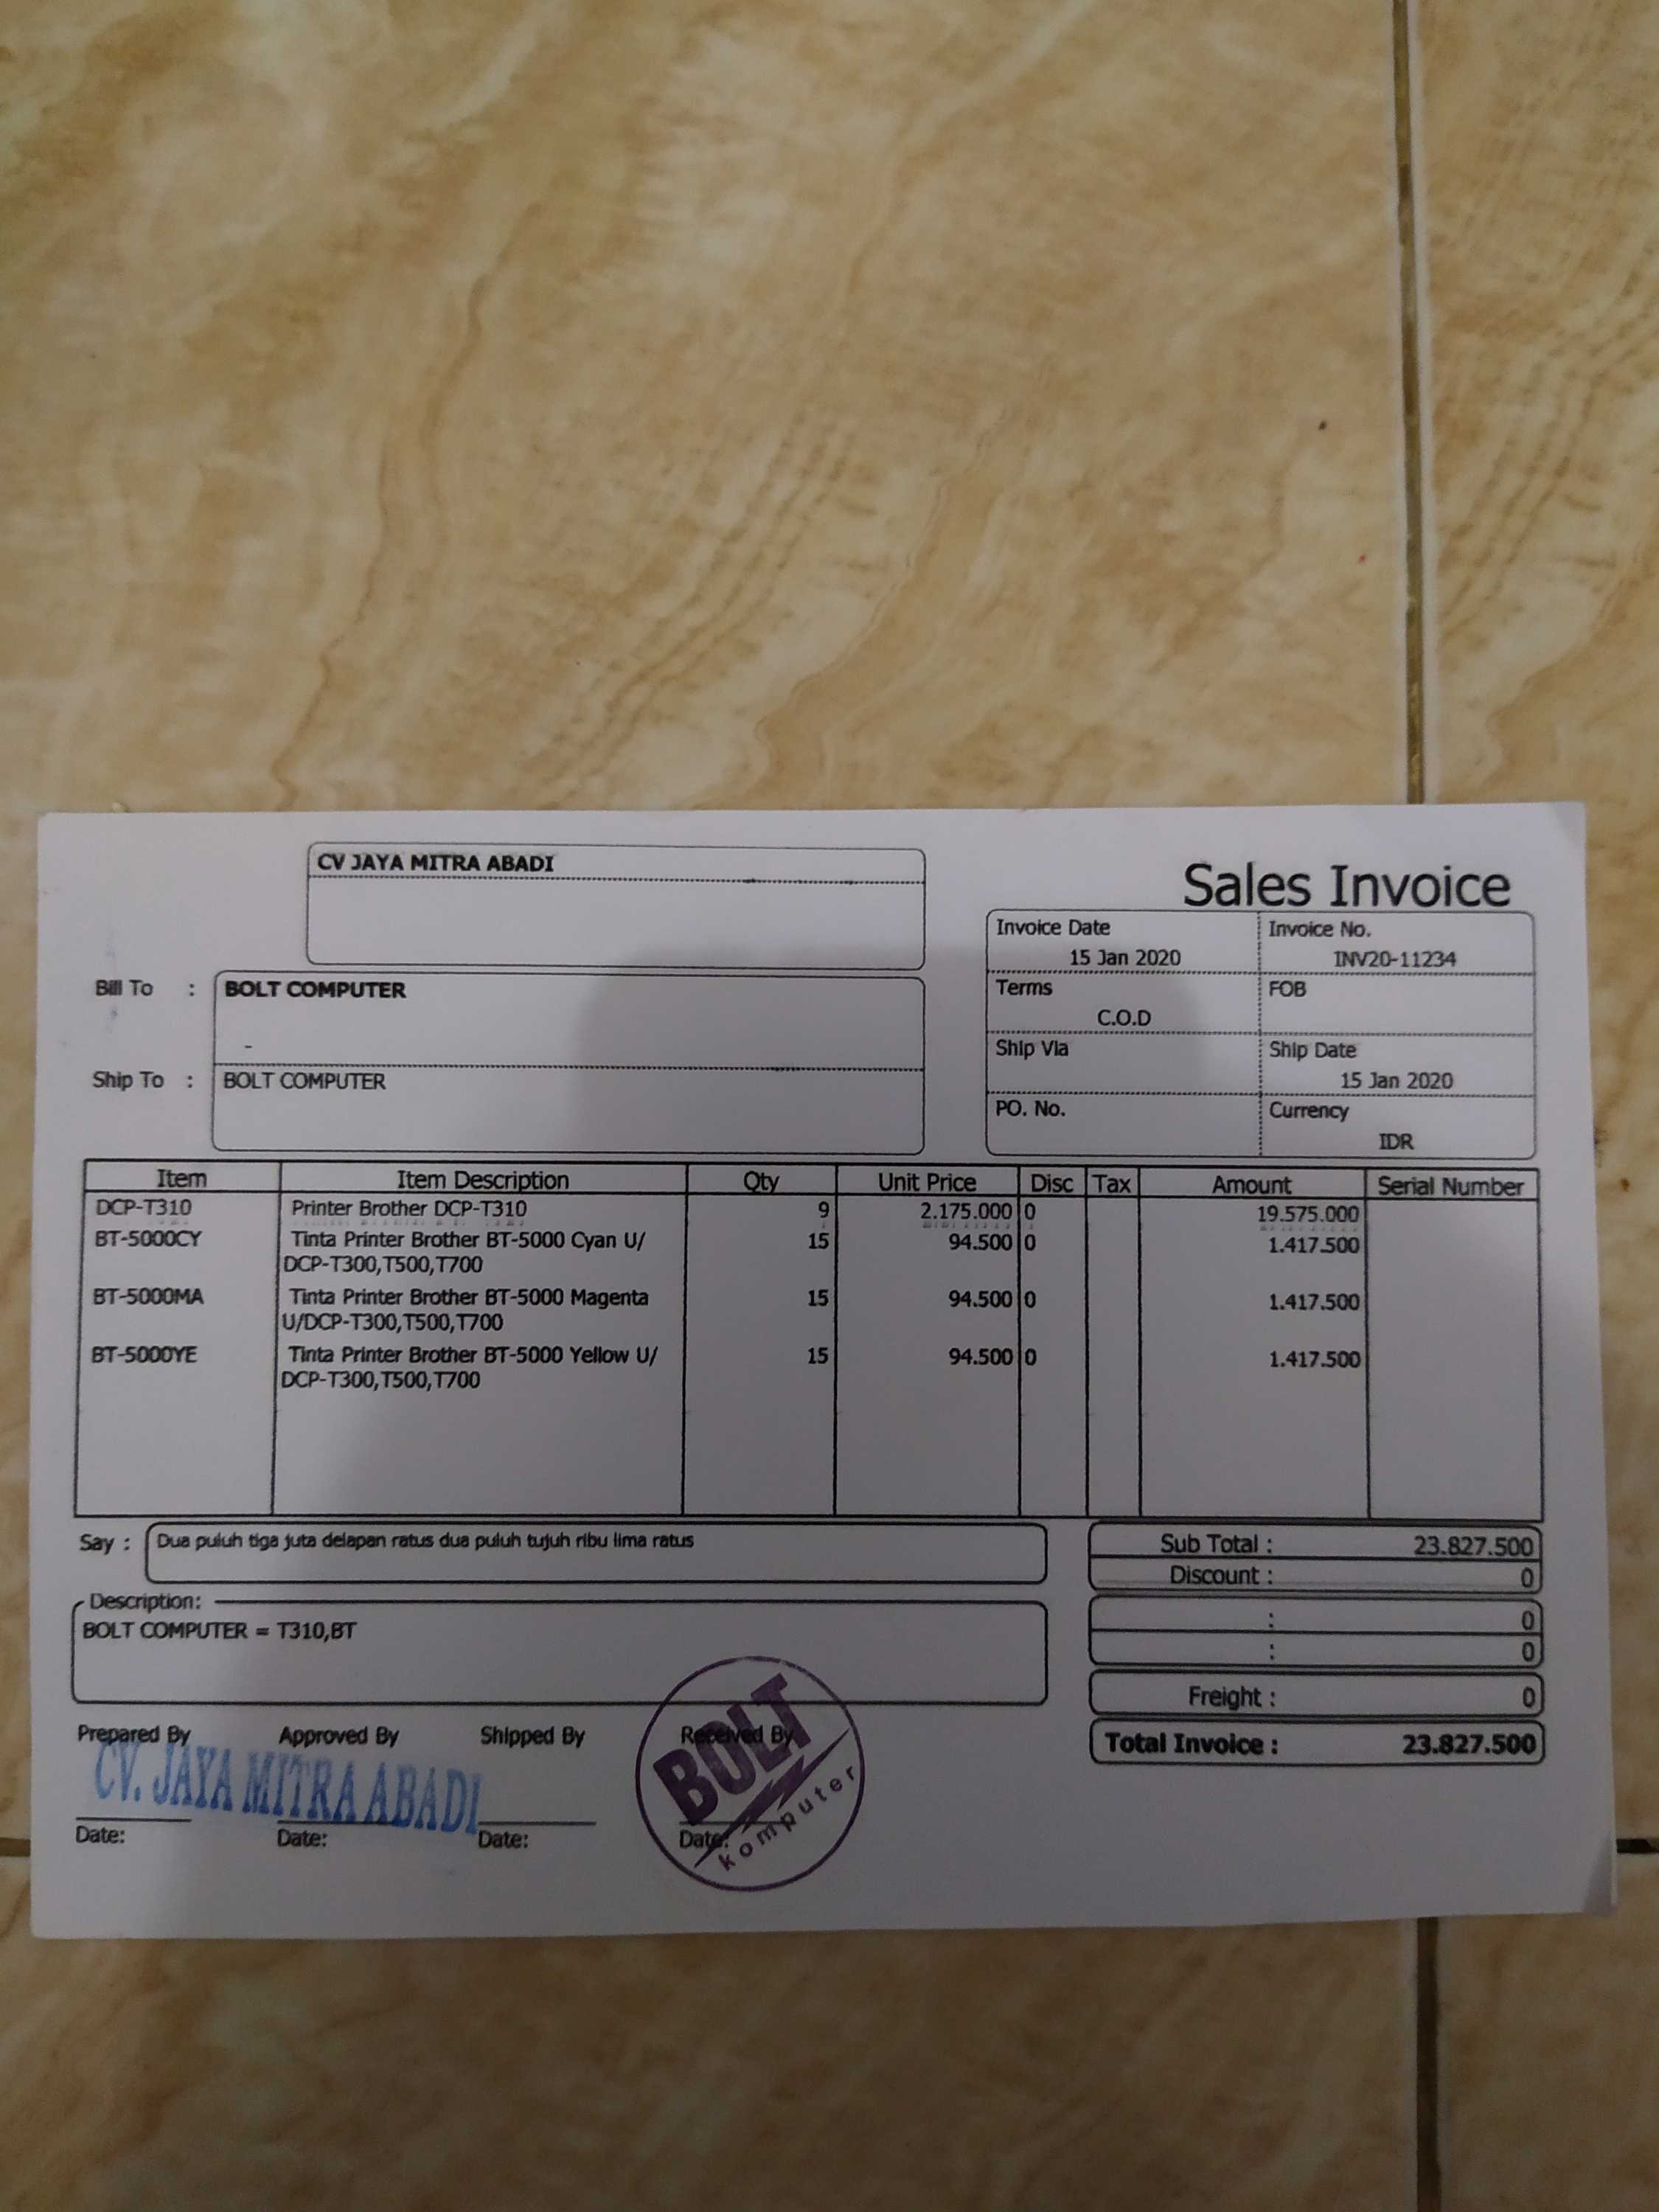 CV JAYA MITRA ABADI
Sales Invoice
Invoice Date
Invoice No.
15 Jan 2020
INV20-11234
Bill To : BOLT COMPUTER
-
Terms
FOB
C.O.D
Ship Via
Ship Date
15 Jan 2020
Ship To : BOLT COMPUTER
PO. No.
Currency
IDR
Item Item Description Qty Unit Price Disc Tax Amount Serial Number
DCP-T310 Printer Brother DCP-T310 9 2.175.000 0 19.575.000
BT-5000CY Tinta Printer Brother BT-5000 Cyan U/ 15 94.500 0 1.417.500
DCP-T300,T500,T700
BT-5000MA Tinta Printer Brother BT-5000 Magenta 15 94.500 0 1.417.500
U/DCP-T300,T500,T700
BT-5000YE Tinta Printer Brother BT-5000 Yellow U/ 15 94.500 0 1.417.500
DCP-T300,T500,T700
Say : Dua puluh tiga juta delapan ratus dua puluh tujuh ribu lima ratus
Sub Total : 23.827.500
Discount : 0
: 0
: 0
Freight : 0
Total Invoice : 23.827.500
Description:
BOLT COMPUTER = T310,BT
Prepared By Approved By Shipped By Received By
CV. JAYA MITRA ABADI
BOLT
komputer
Date: Date: Date: Date: